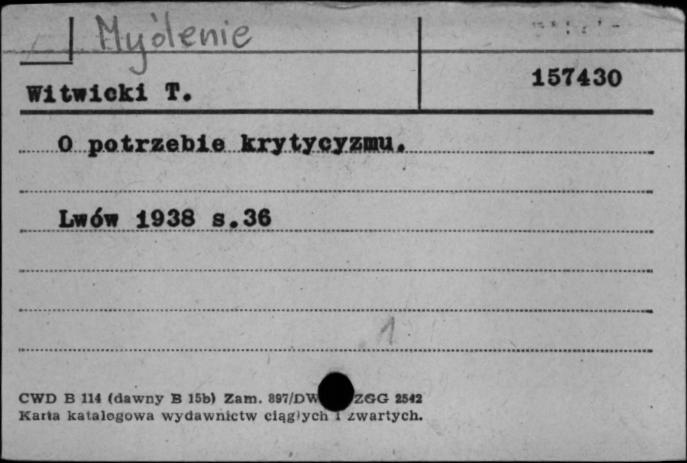 Myślenie
Witwicki T.
157430
O potrzebie krytycyzmu.
Lwów 1938 s.36
1
CWD B 114 (dawny B 15b) Zam. 897/DW ZGG 2542
Karta katalogowa wydawnictw ciągłych i zwartych.